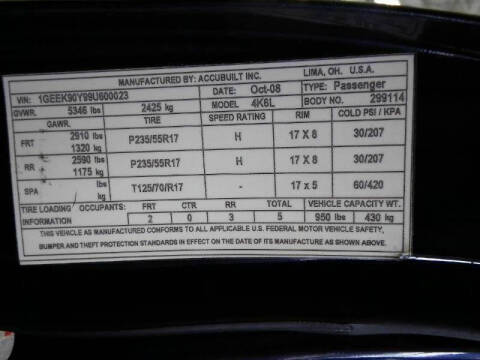 MANUFACTURED BY: ACCUBUILT INC. LIMA, OH. U.S.A.
VIN: 1GEEK90Y99U600023 DATE: Oct-08 TYPE: Passenger
GVWR. 5346 lbs 2425 kg MODEL: 4K6L BODY NO. 299114
GAWR. TIRE SPEED RATING RIM COLD PSI / KPA
FRT 2910 lbs 1320 kg P235/55R17 H 17 X 8 30/207
RR 2590 lbs 1175 kg P235/55R17 H 17 X 8 30/207
SPA lbs kg T125/70/R17 - 17 x 5 60/420
TIRE LOADING OCCUPANTS: FRT CTR RR TOTAL VEHICLE CAPACITY WT.
INFORMATION 2 0 3 5 950 lbs 430 kg
THIS AS MANUFACTURED CONFORMS TO ALL APPLICABLE U.S. FEDERAL MOTOR VEHICLE SAFETY,
BUMPER AND THEFT PROTECTION STANDARDS IN EFFECT ON THE DATE OF ITS MANUFACTURE AS SHOWN ABOVE.